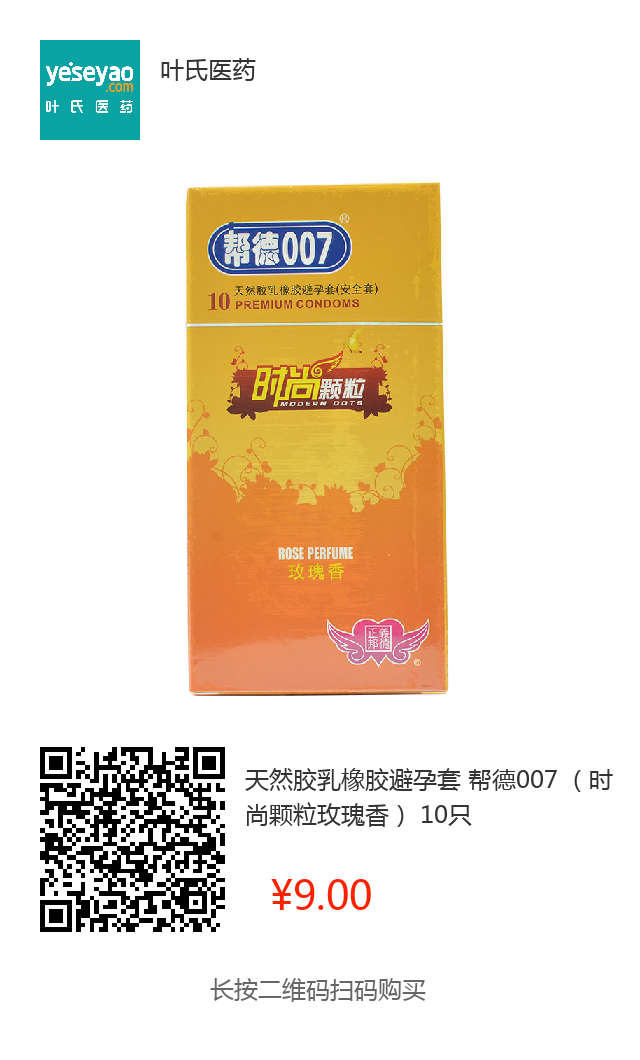 yeseyao
.com
叶氏医药
叶氏医药
帮德007®
天然胶乳橡胶避孕套(安全套)
10 PREMIUM CONDOMS
时尚颗粒
MODERN DOTS
ROSE PERFUME
玫瑰香
正義
邦德
®
天然胶乳橡胶避孕套 帮德007 （时
尚颗粒玫瑰香） 10只
¥9.00
长按二维码扫码购买